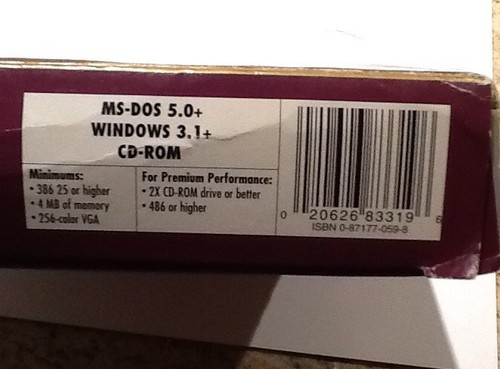 MS-DOS 5.0+
WINDOWS 3.1+
CD-ROM
Minimums:
• 386 25 or higher
• 4 MB of memory
• 256-color VGA
For Premium Performance:
• 2X CD-ROM drive or better
• 486 or higher
0 20626 83319 6
ISBN 0-87177-059-8